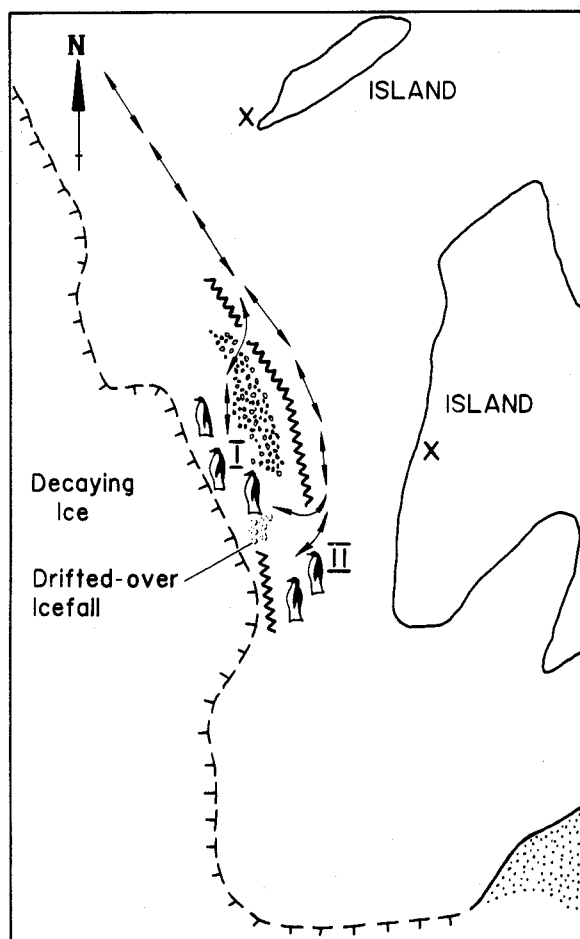 N
ISLAND
X
ISLAND
X
I
Decaying
Ice
II
Drifted-over
Icefall